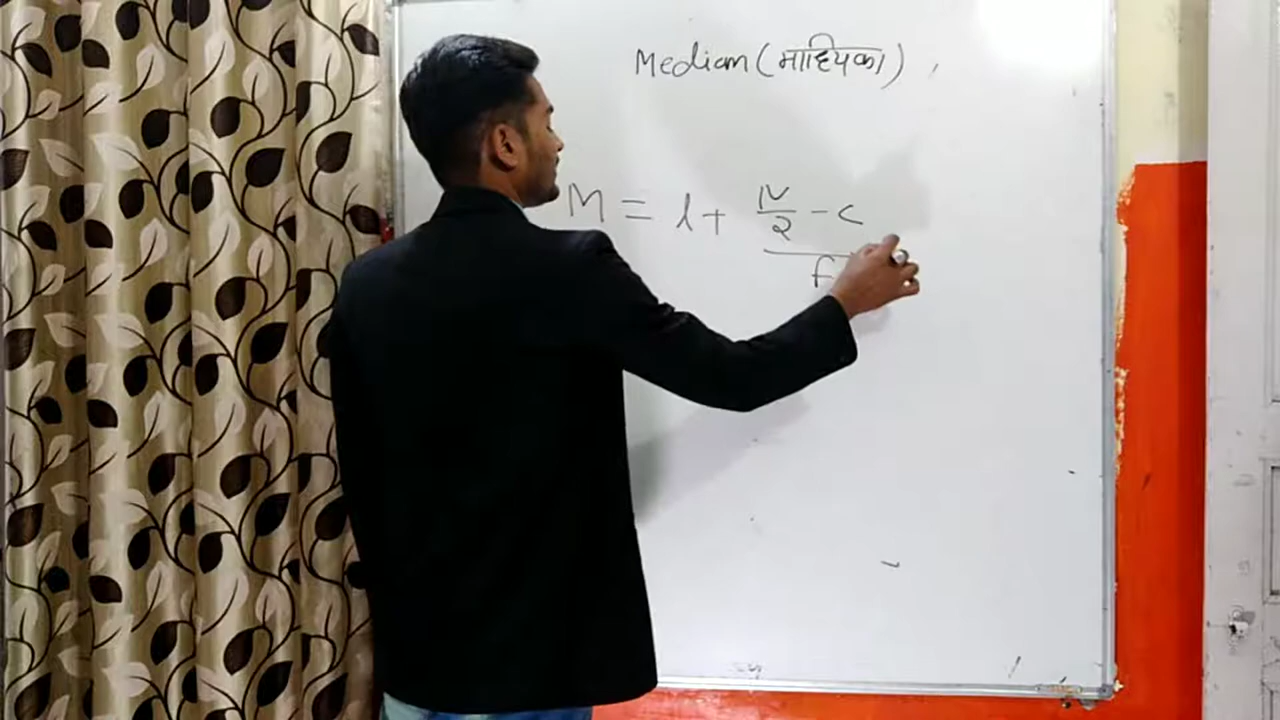 Median (माध्यिका)
M = l + N/2 - c
f